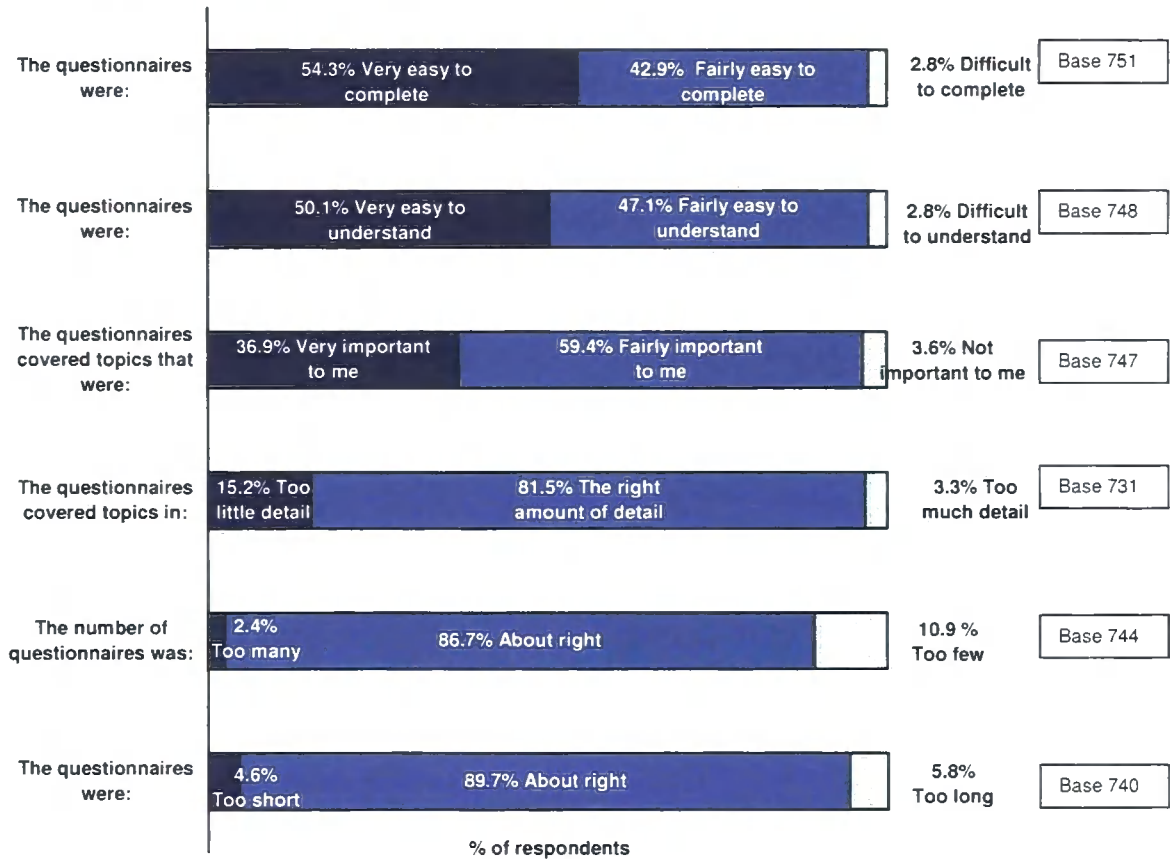 The questionnaires
were:
54.3% Very easy to
complete
42.9% Fairly easy to
complete
2.8% Difficult
to complete
Base 751
The questionnaires
were:
50.1% Very easy to
understand
47.1% Fairly easy to
understand
2.8% Difficult
to understand
Base 748
The questionnaires
covered topics that
were:
36.9% Very important
to me
59.4% Fairly important
to me
3.6% Not
important to me
Base 747
The questionnaires
covered topics in:
15.2% Too
little detail
81.5% The right
amount of detail
3.3% Too
much detail
Base 731
The number of
questionnaires was:
2.4%
Too many
86.7% About right
10.9 %
Too few
Base 744
The questionnaires
were:
4.6%
Too short
89.7% About right
5.8%
Too long
Base 740
% of respondents